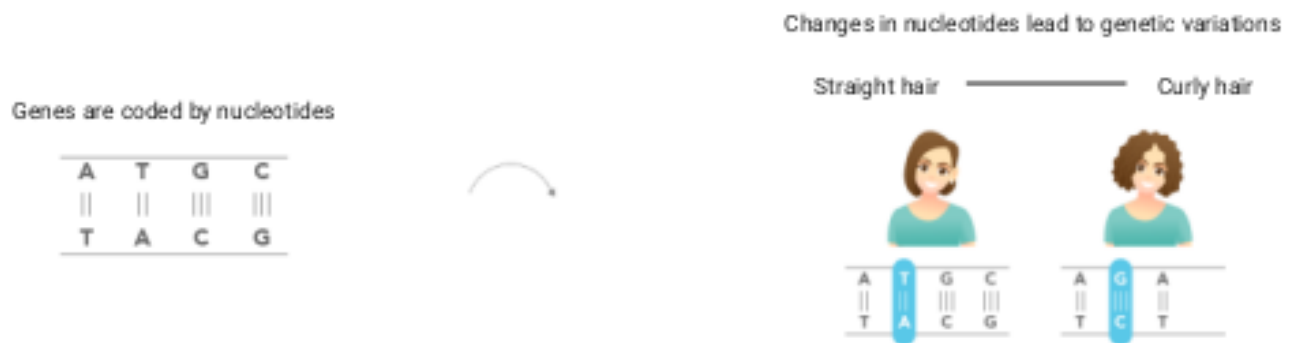 Changes in nucleotides lead to genetic variations
Straight hair Curly hair
Genes are coded by nucleotides
A T G C
T A C G
A T G C A G A
T A C G T C T